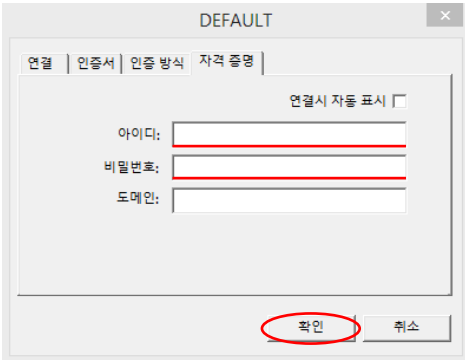 DEFAULT
연결 인증서 인증 방식 자격 증명
연결시 자동 표시
아이디:
비밀번호:
도메인:
확인 취소